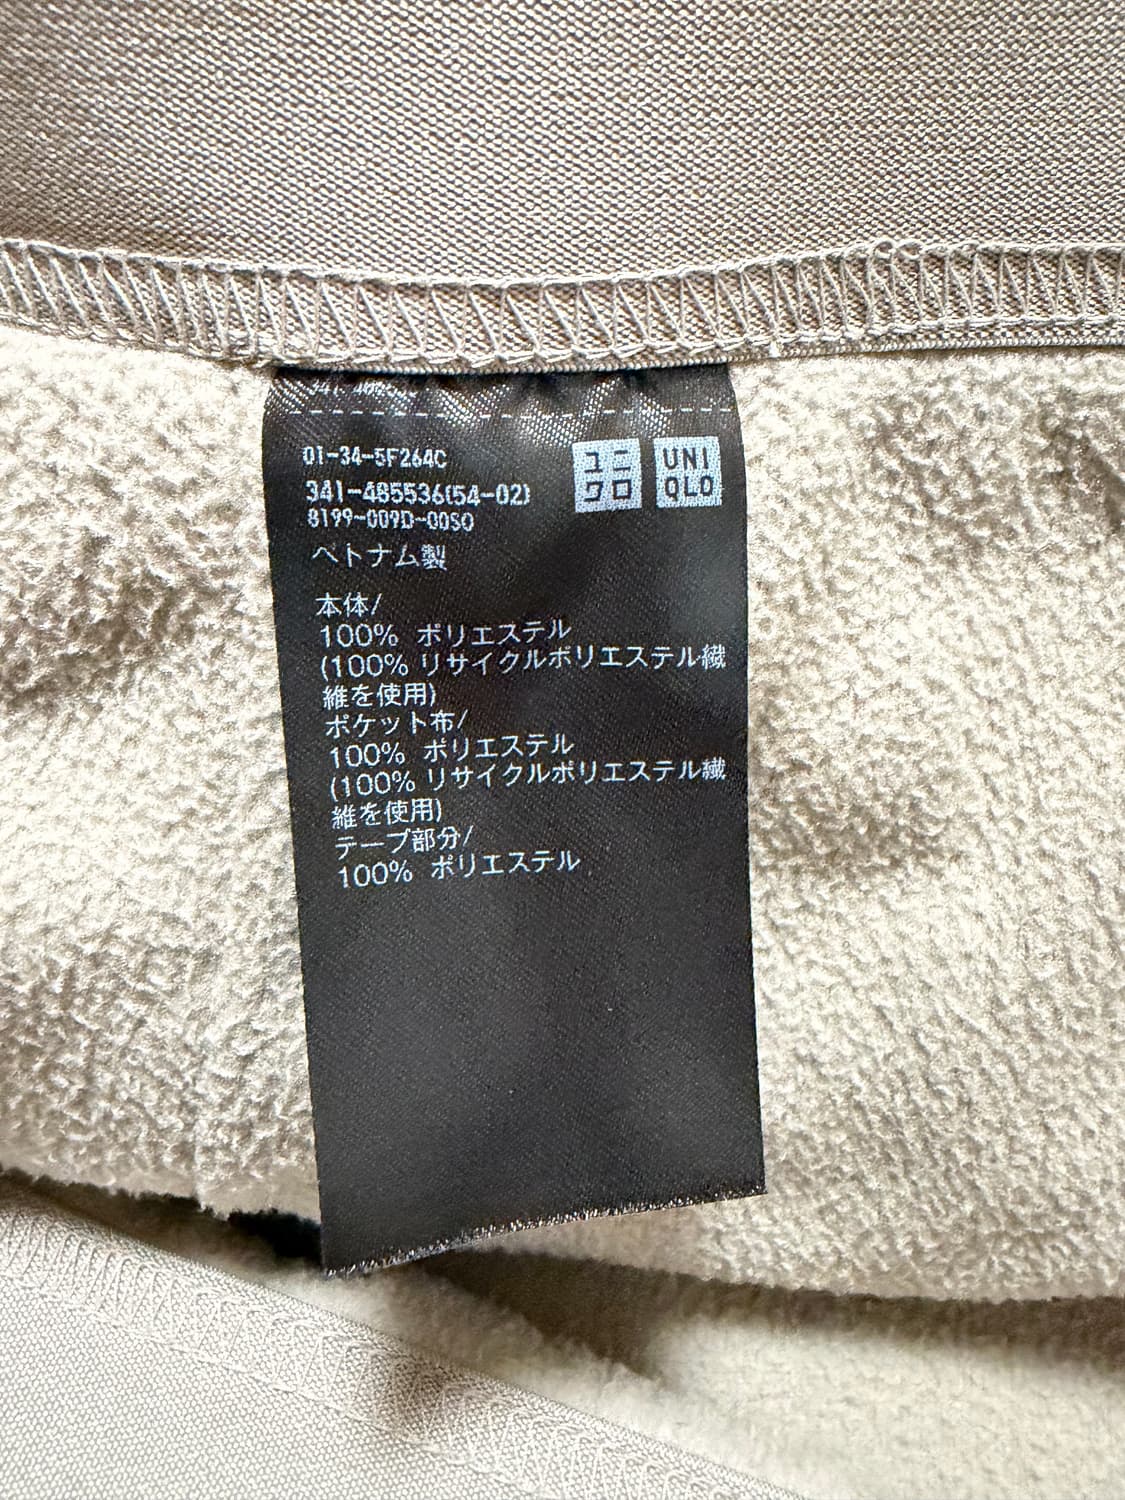 01-34-5F264C
341-485536(54-02)
8199-009D-00SO
ユニ
クロ
UNI
QLO
ベトナム製
本体/
100% ポリエステル
(100% リサイクルポリエステル繊
維を使用)
ポケット布/
100% ポリエステル
(100% リサイクルポリエステル繊
維を使用)
テープ部分/
100% ポリエステル